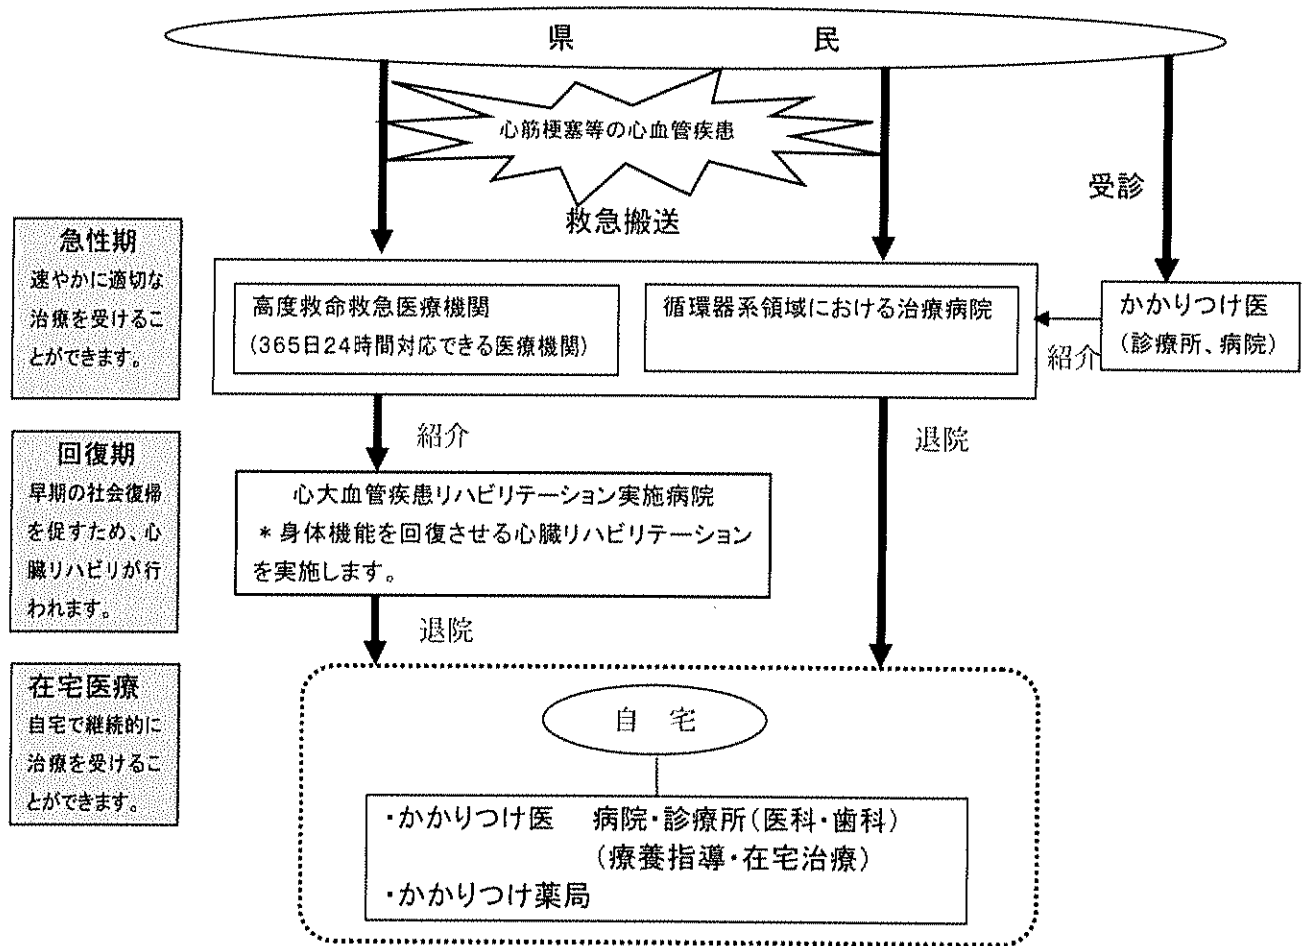 県　民
心筋梗塞等の心血管疾患
救急搬送
受診
急性期
速やかに適切な
治療を受けるこ
とができます。
高度救命救急医療機関
(365日24時間対応できる医療機関)
循環器系領域における治療病院
かかりつけ医
(診療所、病院)
紹介
紹介
退院
回復期
早期の社会復帰
を促すため、心
臓リハビリが行
われます。
心大血管疾患リハビリテーション実施病院
＊身体機能を回復させる心臓リハビリテーション
を実施します。
退院
在宅医療
自宅で継続的に
治療を受けるこ
とができます。
自　宅
・かかりつけ医　病院・診療所(医科・歯科)
(療養指導・在宅治療)
・かかりつけ薬局